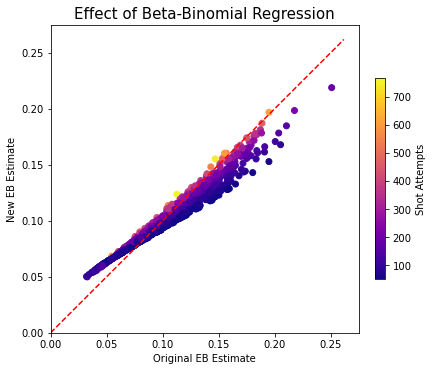 Effect of Beta-Binomial Regression
0.25
0.20
0.15
0.10
0.05
0.00
New EB Estimate
0.00 0.05 0.10 0.15 0.20 0.25
Original EB Estimate
700
600
500
400
300
200
100
Shot Attempts